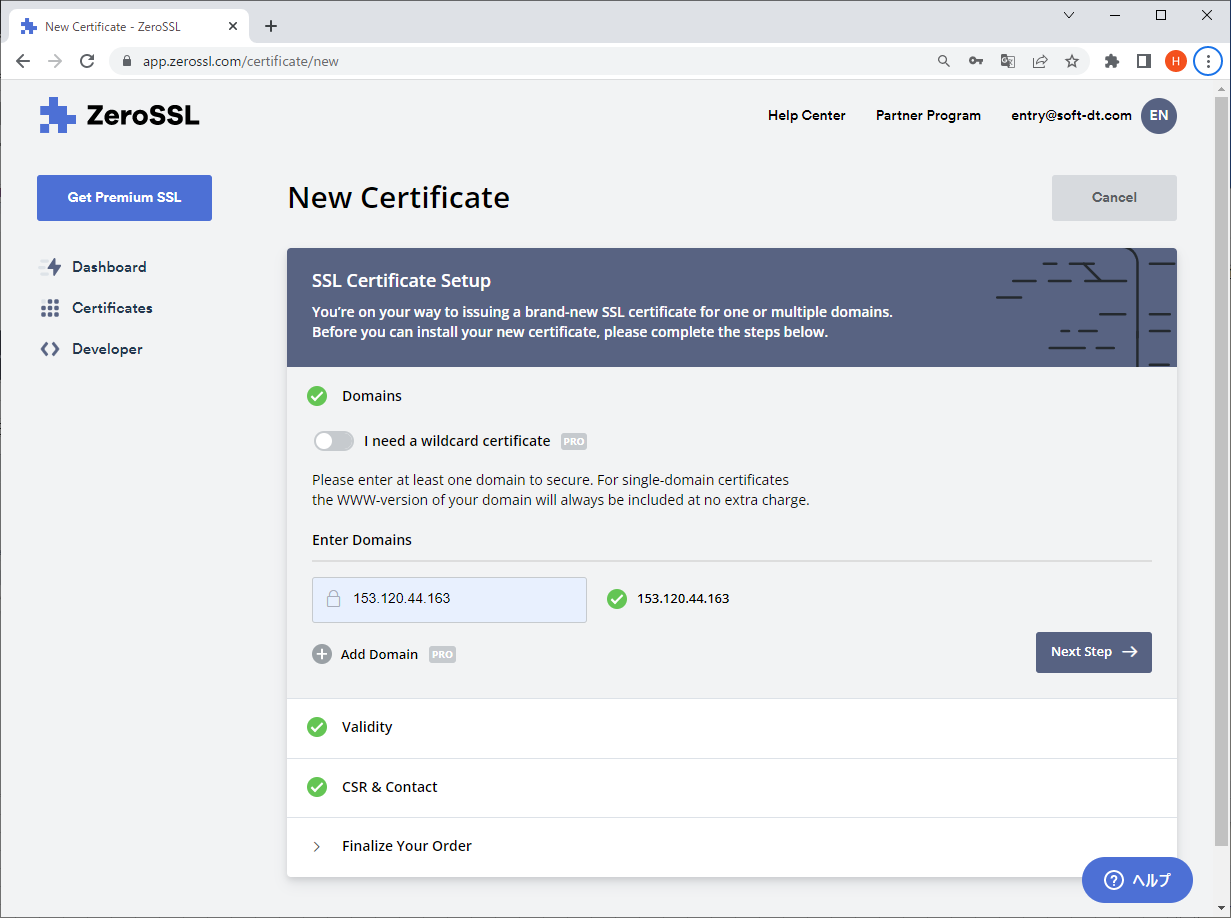 New Certificate - ZeroSSL
app.zerossl.com/certificate/new
H
ZeroSSL
Help Center
Partner Program
entry@soft-dt.com
EN
Get Premium SSL
New Certificate
Cancel
Dashboard
Certificates
Developer
SSL Certificate Setup
You're on your way to issuing a brand-new SSL certificate for one or multiple domains.
Before you can install your new certificate, please complete the steps below.
Domains
I need a wildcard certificate PRO
Please enter at least one domain to secure. For single-domain certificates
the WWW-version of your domain will always be included at no extra charge.
Enter Domains
153.120.44.163
153.120.44.163
Add Domain PRO
Next Step
Validity
CSR & Contact
Finalize Your Order
ヘルプ